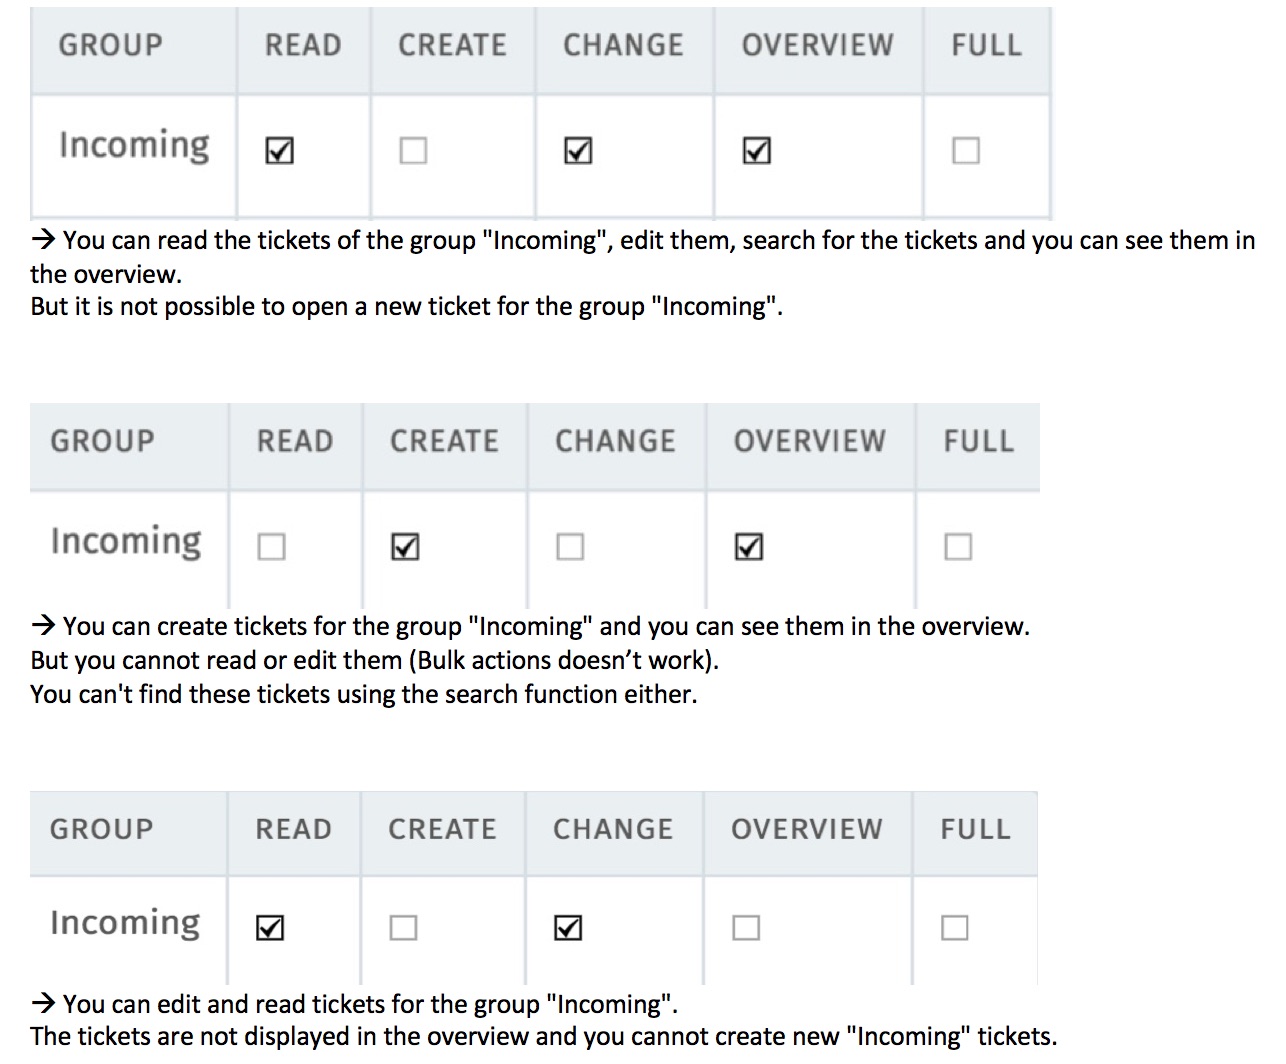 GROUP READ CREATE CHANGE OVERVIEW FULL
Incoming
→ You can read the tickets of the group "Incoming", edit them, search for the tickets and you can see them in
the overview.
But it is not possible to open a new ticket for the group "Incoming".
GROUP READ CREATE CHANGE OVERVIEW FULL
Incoming
→ You can create tickets for the group "Incoming" and you can see them in the overview.
But you cannot read or edit them (Bulk actions doesn’t work).
You can't find these tickets using the search function either.
GROUP READ CREATE CHANGE OVERVIEW FULL
Incoming
→ You can edit and read tickets for the group "Incoming".
The tickets are not displayed in the overview and you cannot create new "Incoming" tickets.